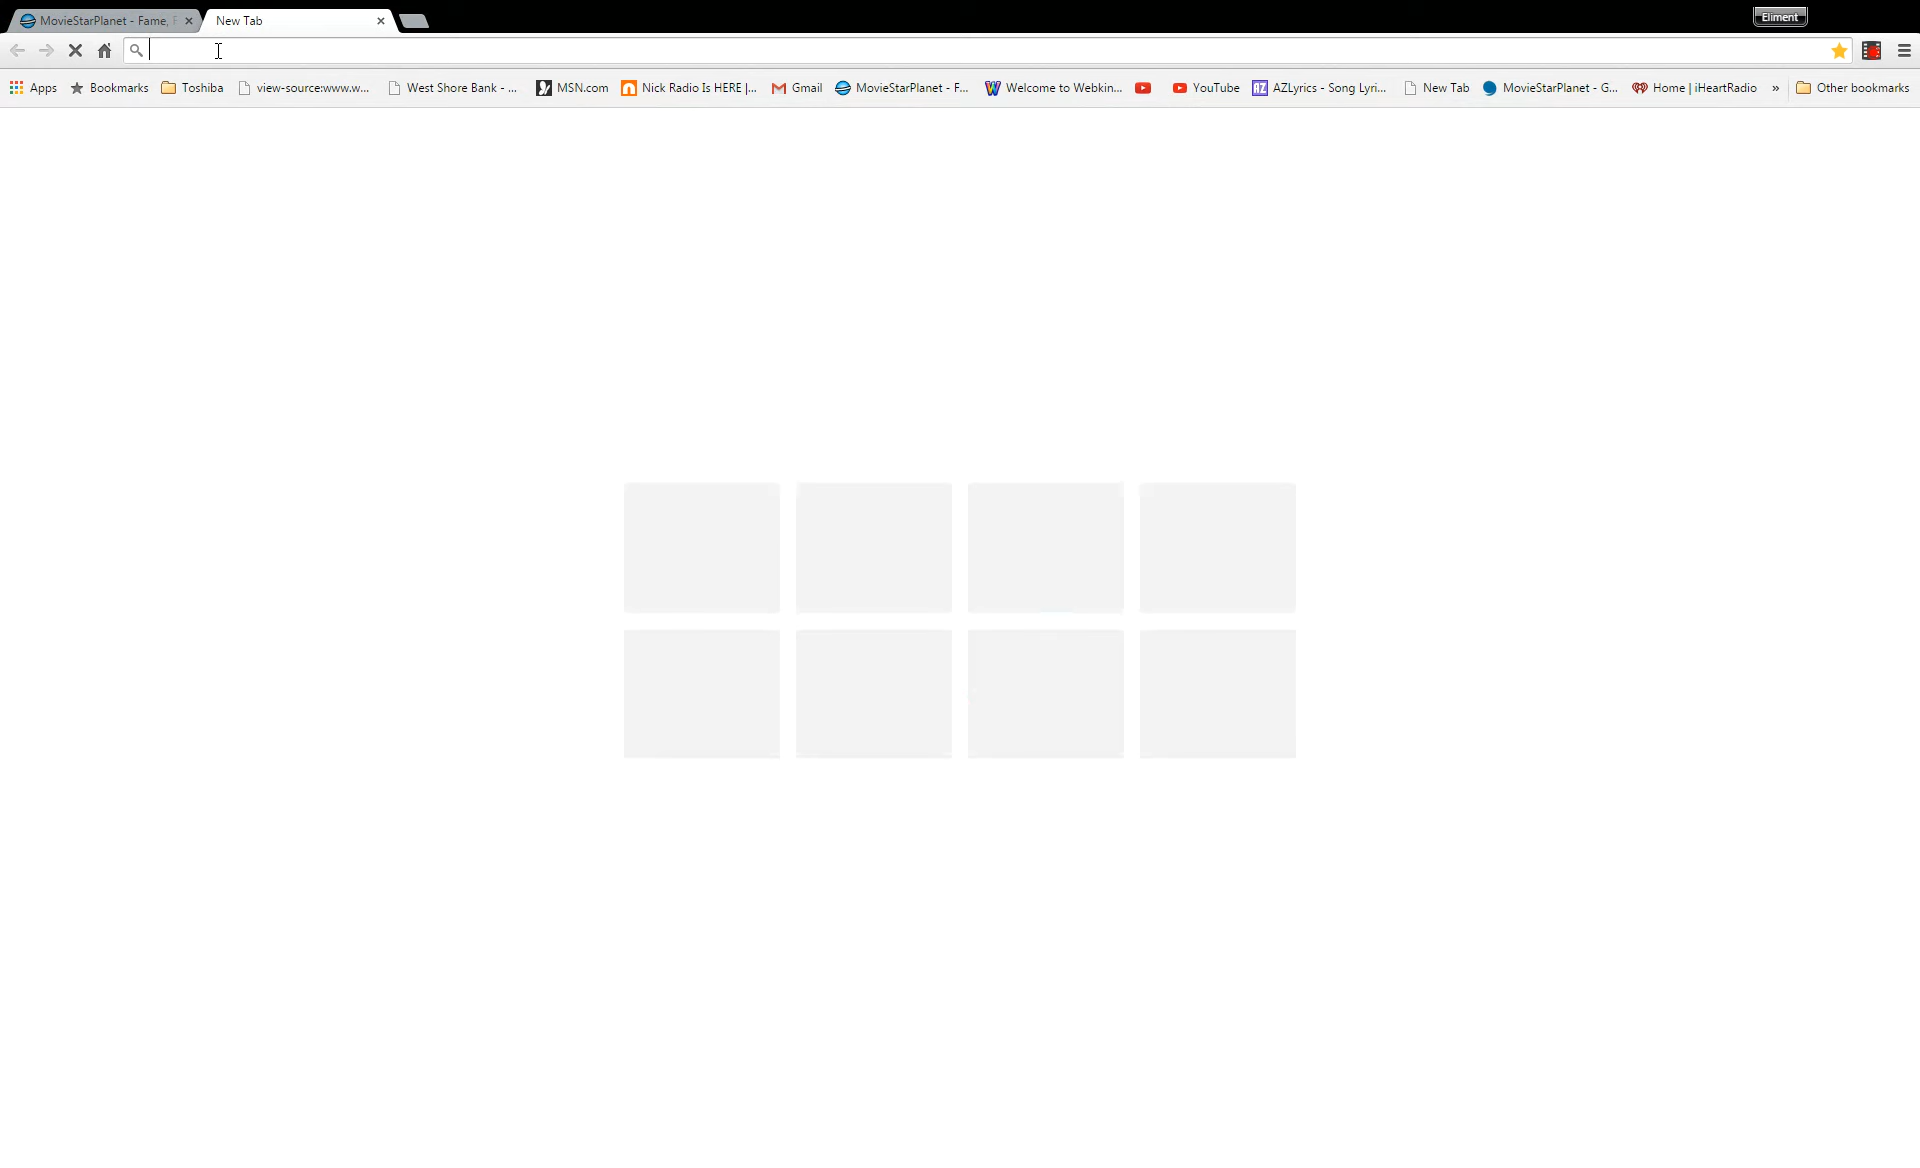 MovieStarPlanet - Fame, F
New Tab
Eliment
Apps
Bookmarks
Toshiba
view-source:www.w...
West Shore Bank - ...
MSN.com
Nick Radio Is HERE |...
Gmail
MovieStarPlanet - F...
Welcome to Webkin...
YouTube
AZ AZLyrics - Song Lyri...
New Tab
MovieStarPlanet - G...
Home | iHeartRadio
»
Other bookmarks